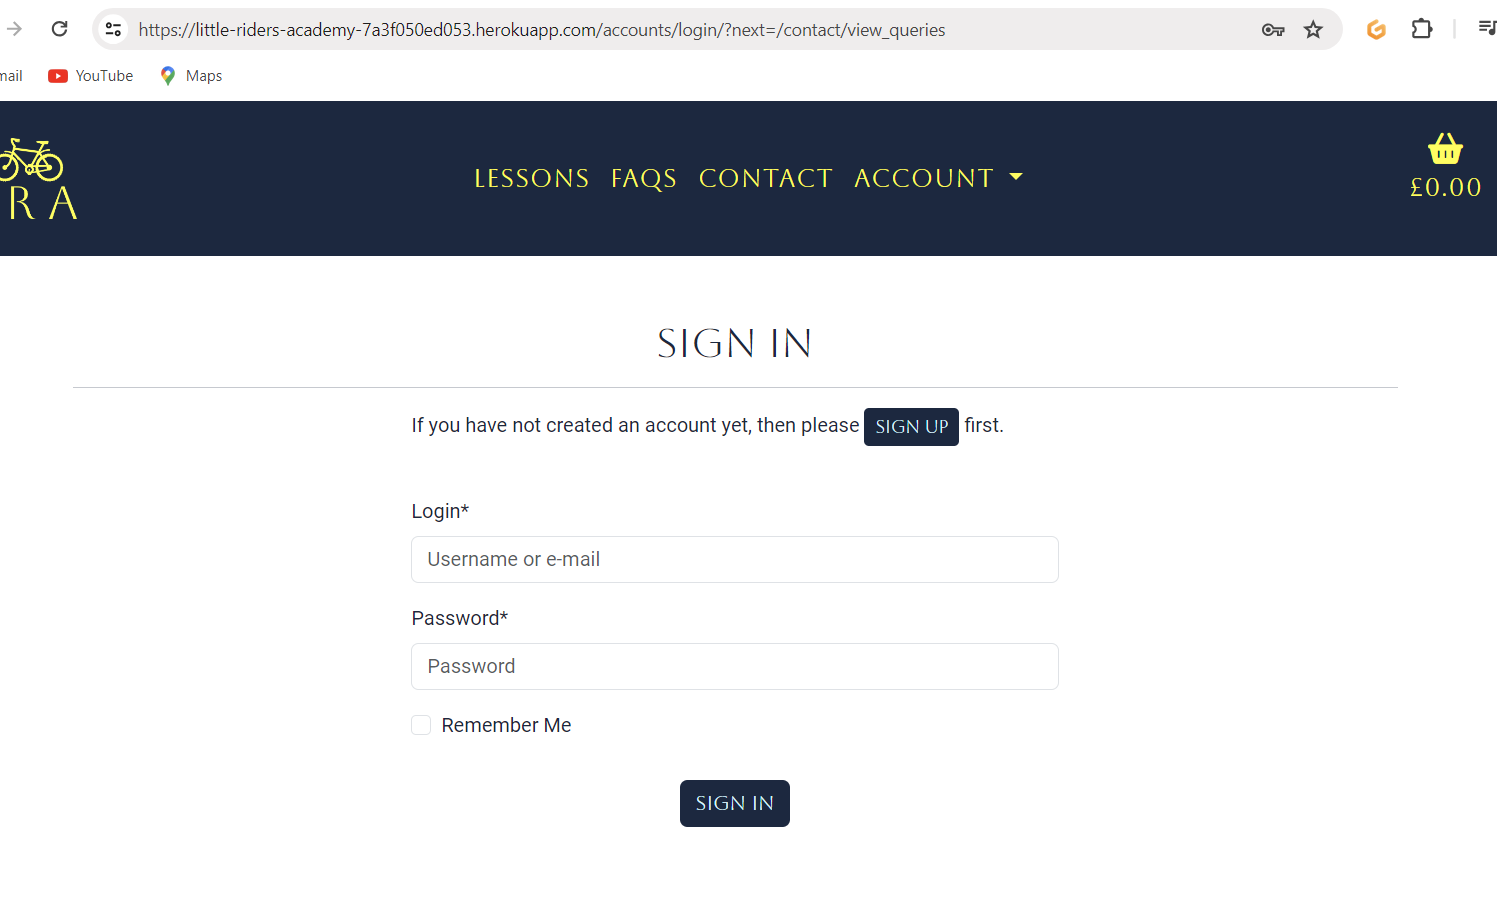 https://little-riders-academy-7a3f050ed053.herokuapp.com/accounts/login/?next=/contact/view_queries
mail YouTube Maps
RA
LESSONS FAQS CONTACT ACCOUNT
£0.00
SIGN IN
If you have not created an account yet, then please SIGN UP first.
Login*
Username or e-mail
Password*
Password
Remember Me
SIGN IN